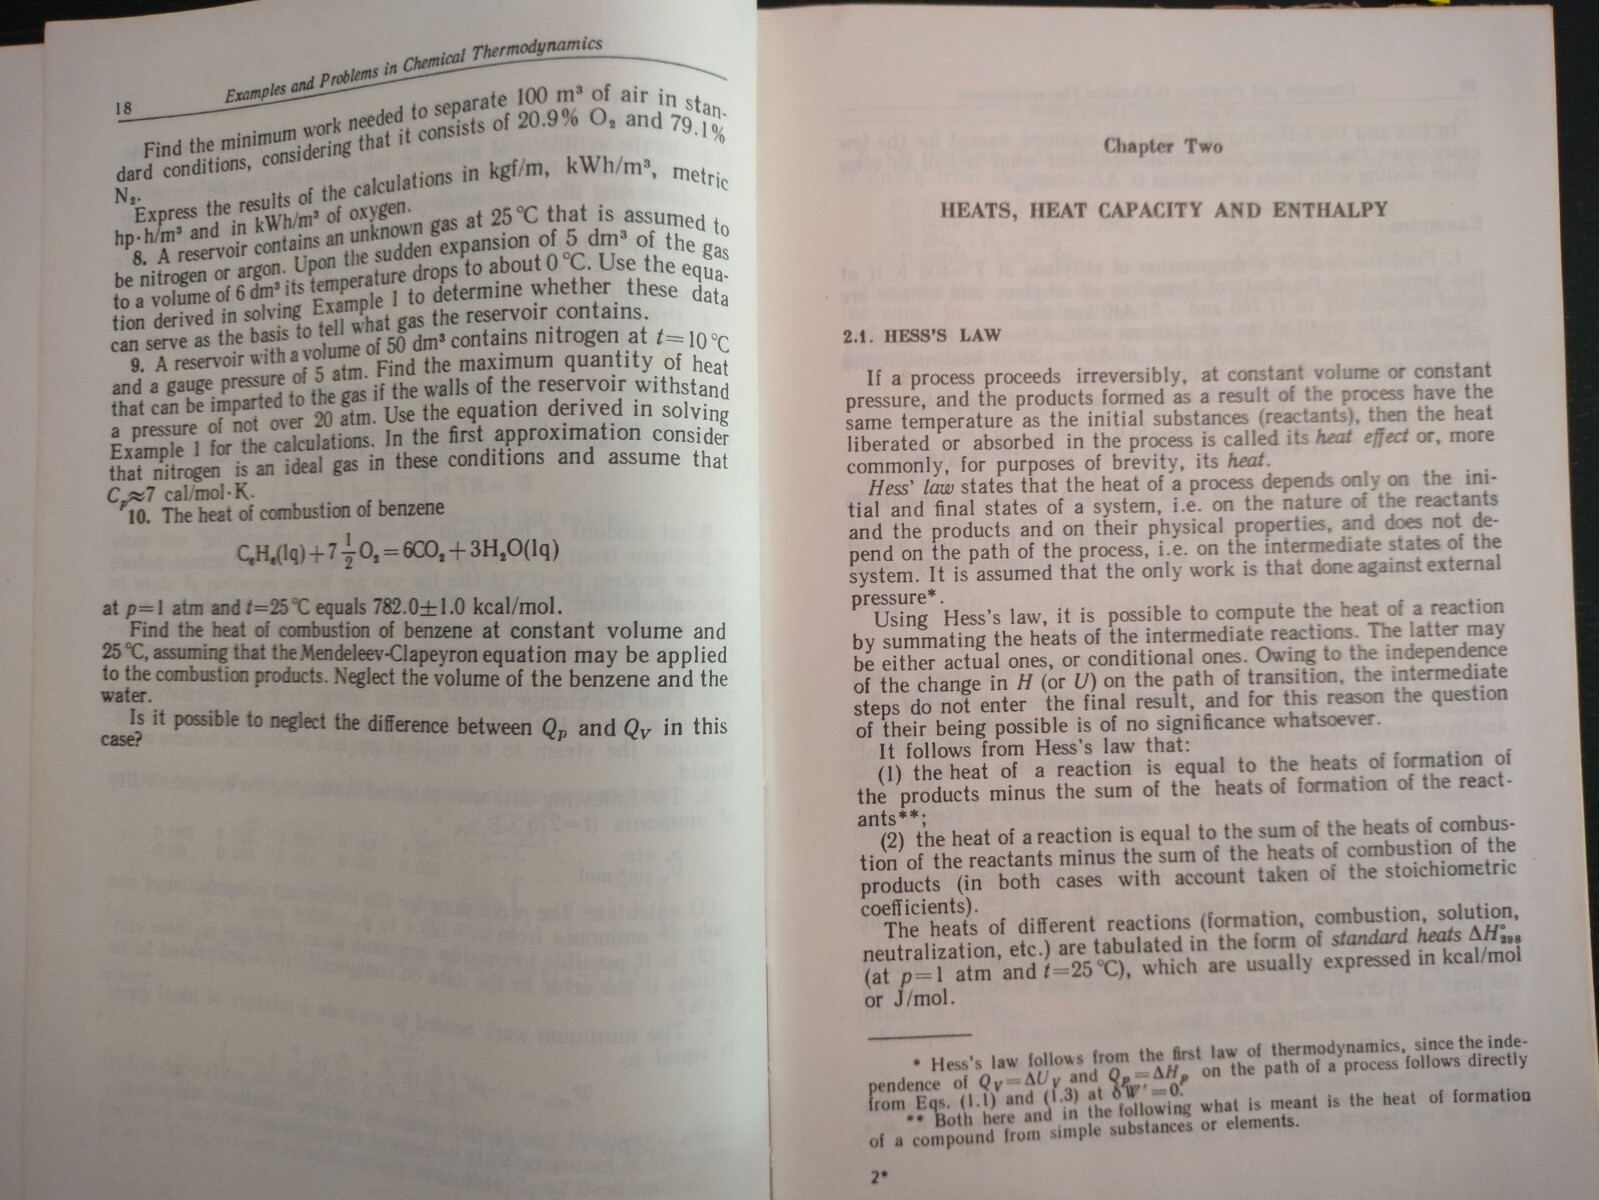 18
Examples and Problems in Chemical Thermodynamics
Find the minimum work needed to separate 100 m³ of air in stan-
dard conditions, considering that it consists of 20.9% O₂ and 79.1%
N₂.
Express the results of the calculations in kgf/m, kWh/m³, metric
hp·h/m³ and in kWh/m³ of oxygen.
8. A reservoir contains an unknown gas at 25 °C that is assumed to
be nitrogen or argon. Upon the sudden expansion of 5 dm³ of the gas
to a volume of 6 dm³ its temperature drops to about 0 °C. Use the equa-
tion derived in solving Example 1 to determine whether these data
can serve as the basis to tell what gas the reservoir contains.
9. A reservoir with a volume of 50 dm³ contains nitrogen at t=10 °C
and a gauge pressure of 5 atm. Find the maximum quantity of heat
that can be imparted to the gas if the walls of the reservoir withstand
a pressure of not over 20 atm. Use the equation derived in solving
Example 1 for the calculations. In the first approximation consider
that nitrogen is an ideal gas in these conditions and assume that
Cₚ≈7 cal/mol·K.
10. The heat of combustion of benzene
C₆H₆(lq)+7 1/2 O₂=6CO₂+3H₂O(lq)
at p=1 atm and t=25 °C equals 782.0±1.0 kcal/mol.
Find the heat of combustion of benzene at constant volume and
25 °C, assuming that the Mendeleev-Clapeyron equation may be applied
to the combustion products. Neglect the volume of the benzene and the
water.
Is it possible to neglect the difference between Qp and QV in this
case?
Chapter Two
HEATS, HEAT CAPACITY AND ENTHALPY
2.1. HESS'S LAW
If a process proceeds irreversibly, at constant volume or constant
pressure, and the products formed as a result of the process have the
same temperature as the initial substances (reactants), then the heat
liberated or absorbed in the process is called its heat effect or, more
commonly, for purposes of brevity, its heat.
Hess' law states that the heat of a process depends only on the ini-
tial and final states of a system, i.e. on the nature of the reactants
and the products and on their physical properties, and does not de-
pend on the path of the process, i.e. on the intermediate states of the
system. It is assumed that the only work is that done against external
pressure*.
Using Hess's law, it is possible to compute the heat of a reaction
by summating the heats of the intermediate reactions. The latter may
be either actual ones, or conditional ones. Owing to the independence
of the change in H (or U) on the path of transition, the intermediate
steps do not enter the final result, and for this reason the question
of their being possible is of no significance whatsoever.
It follows from Hess's law that:
(1) the heat of a reaction is equal to the heats of formation of
the products minus the sum of the heats of formation of the react-
ants**;
(2) the heat of a reaction is equal to the sum of the heats of combus-
tion of the reactants minus the sum of the heats of combustion of the
products (in both cases with account taken of the stoichiometric
coefficients).
The heats of different reactions (formation, combustion, solution,
neutralization, etc.) are tabulated in the form of standard heats ΔH°₂₉₈
(at p=1 atm and t=25 °C), which are usually expressed in kcal/mol
or J/mol.
* Hess's law follows from the first law of thermodynamics, since the inde-
pendence of QV=ΔUV and Qp=ΔHp on the path of a process follows directly
from Eqs. (1.1) and (1.3) at δW'=0.
** Both here and in the following what is meant is the heat of formation
of a compound from simple substances or elements.
2*